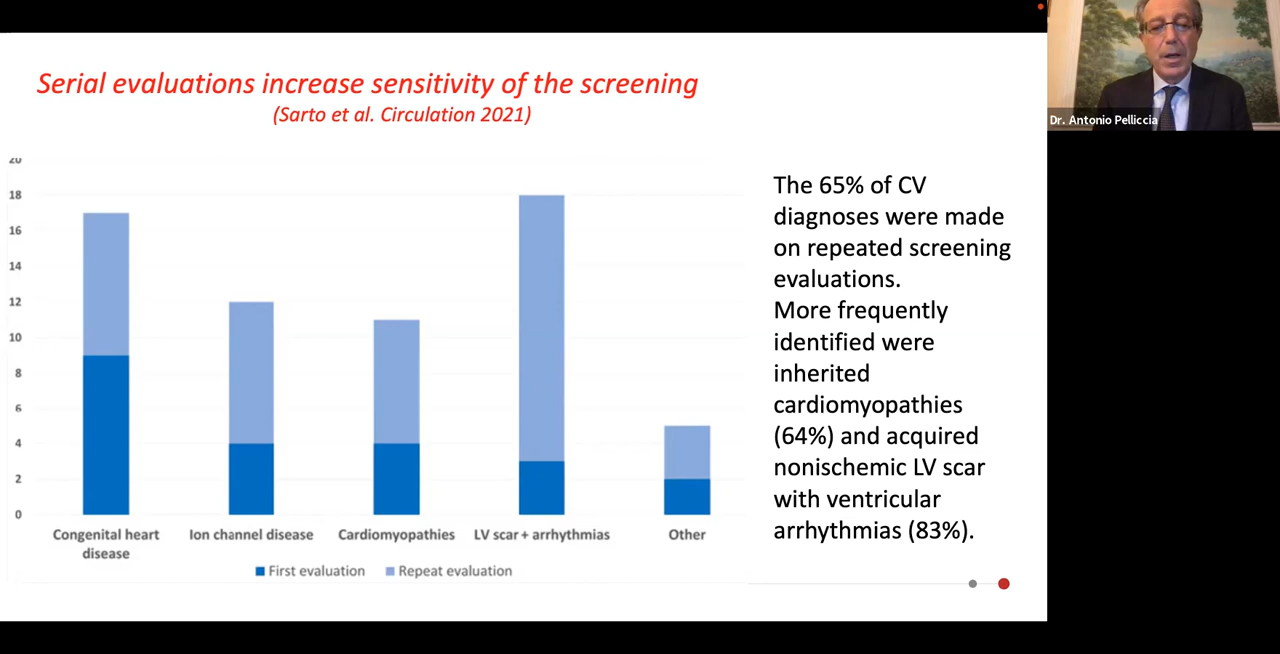 Serial evaluations increase sensitivity of the screening
(Sarto et al. Circulation 2021)
Dr. Antonio Pelliccia
20
18
16
14
12
10
8
6
4
2
0
Congenital heart
disease
Ion channel disease
Cardiomyopathies
LV scar + arrhythmias
Other
First evaluation
Repeat evaluation
The 65% of CV
diagnoses were made
on repeated screening
evaluations.
More frequently
identified were
inherited
cardiomyopathies
(64%) and acquired
nonischemic LV scar
with ventricular
arrhythmias (83%).